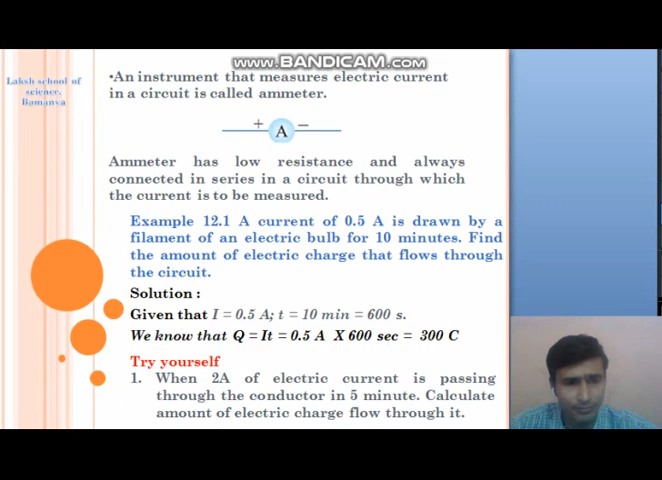 www.BANDICAM.com
Laksh school of
science,
Bamanva
•An instrument that measures electric current
in a circuit is called ammeter.
+ A −
Ammeter has low resistance and always
connected in series in a circuit through which
the current is to be measured.
Example 12.1 A current of 0.5 A is drawn by a
filament of an electric bulb for 10 minutes. Find
the amount of electric charge that flows through
the circuit.
Solution :
Given that I = 0.5 A; t = 10 min = 600 s.
We know that Q = It = 0.5 A X 600 sec = 300 C
Try yourself
1. When 2A of electric current is passing
through the conductor in 5 minute. Calculate
amount of electric charge flow through it.